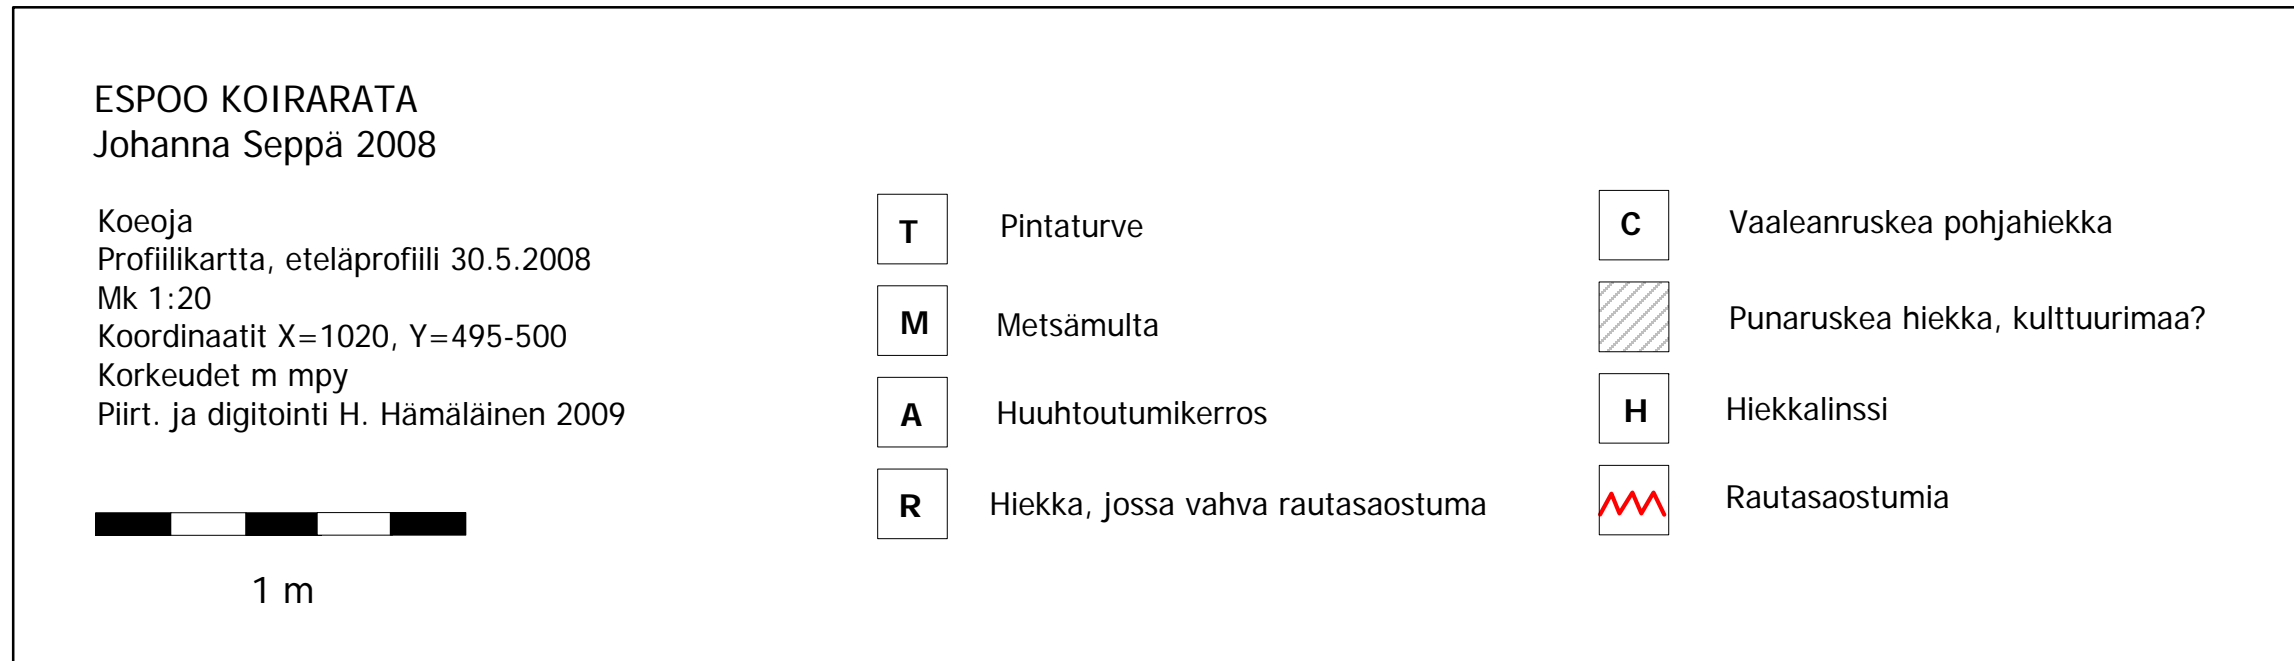 ESPOO KOIRARATA
Johanna Seppä 2008
Koeoja
Profiilikartta, eteläprofiili 30.5.2008
Mk 1:20
Koordinaatit X=1020, Y=495-500
Korkeudet m mpy
Piirt. ja digitointi H. Hämäläinen 2009
1 m
T Pintaturve
M Metsämulta
A Huuhtoutumikerros
R Hiekka, jossa vahva rautasaostuma
C Vaaleanruskea pohjahiekka
Punaruskea hiekka, kulttuurimaa?
H Hiekkalinssi
Rautasaostumia